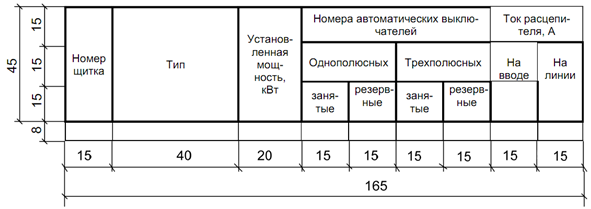 Номера автоматических выклю-
чателей
Ток расцепи-
теля, А
Номер
щитка
Тип
Установ-
ленная
мощ-
ность,
кВт
Однополюсных
Трехполюсных
На
вводе
На
линии
заня-
тые
резерв-
ные
заня-
тые
резерв-
ные
45
15
15
15
8
15
40
20
15
15
15
15
15
15
165